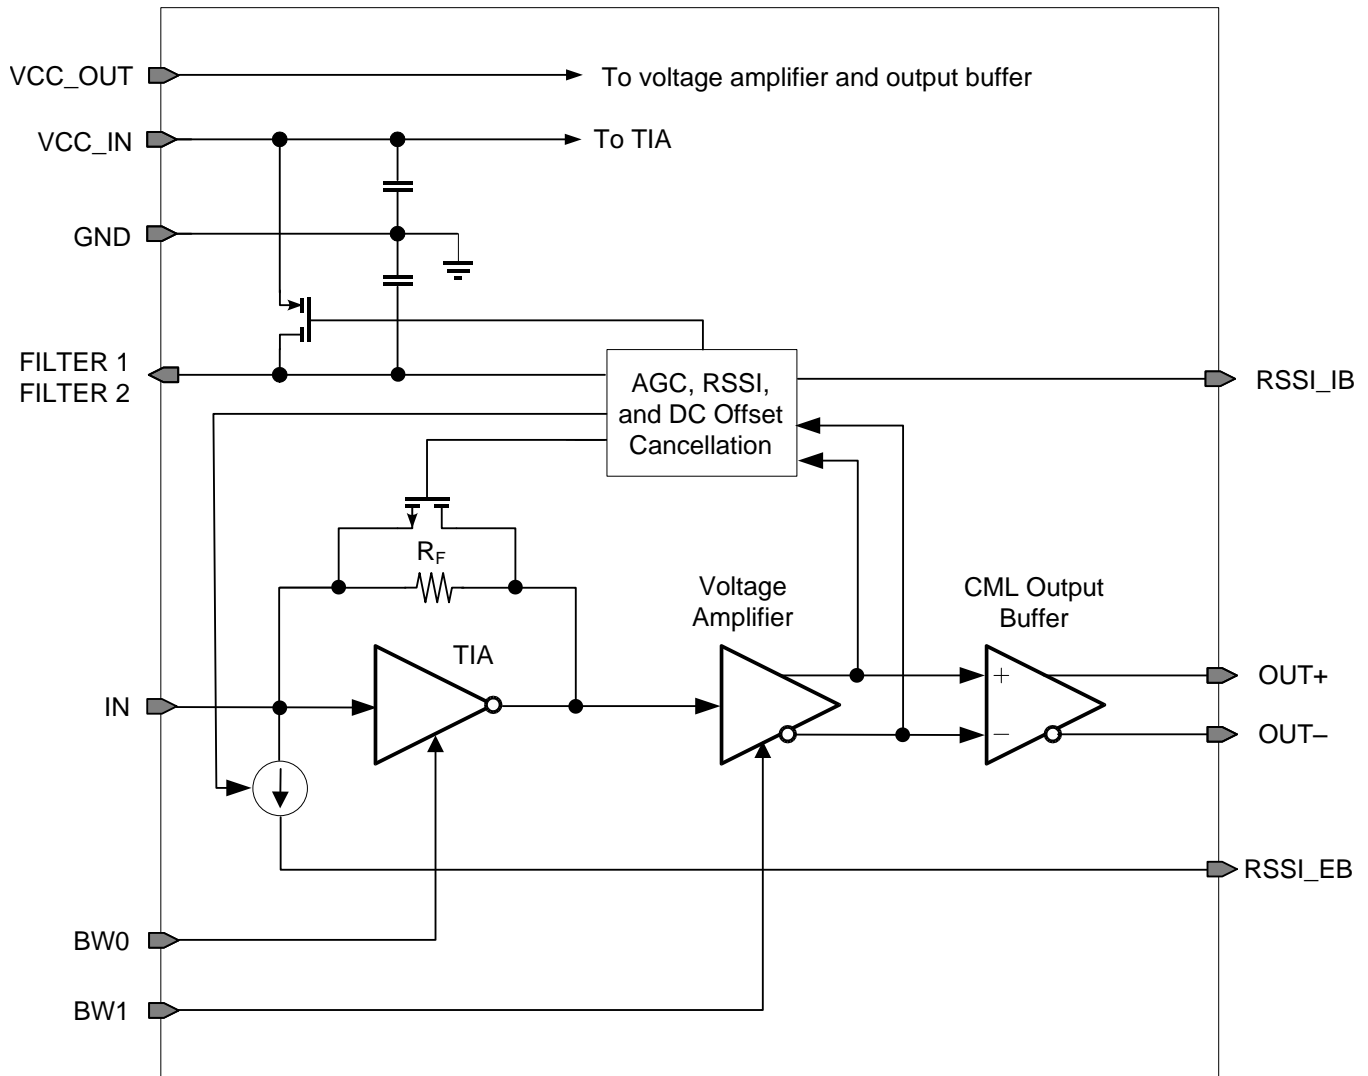 VCC_OUT
To voltage amplifier and output buffer
VCC_IN
To TIA
GND
FILTER 1
FILTER 2
AGC, RSSI,
and DC Offset
Cancellation
RSSI_IB
RF
Voltage
Amplifier
CML Output
Buffer
TIA
IN
+
−
OUT+
OUT–
RSSI_EB
BW0
BW1